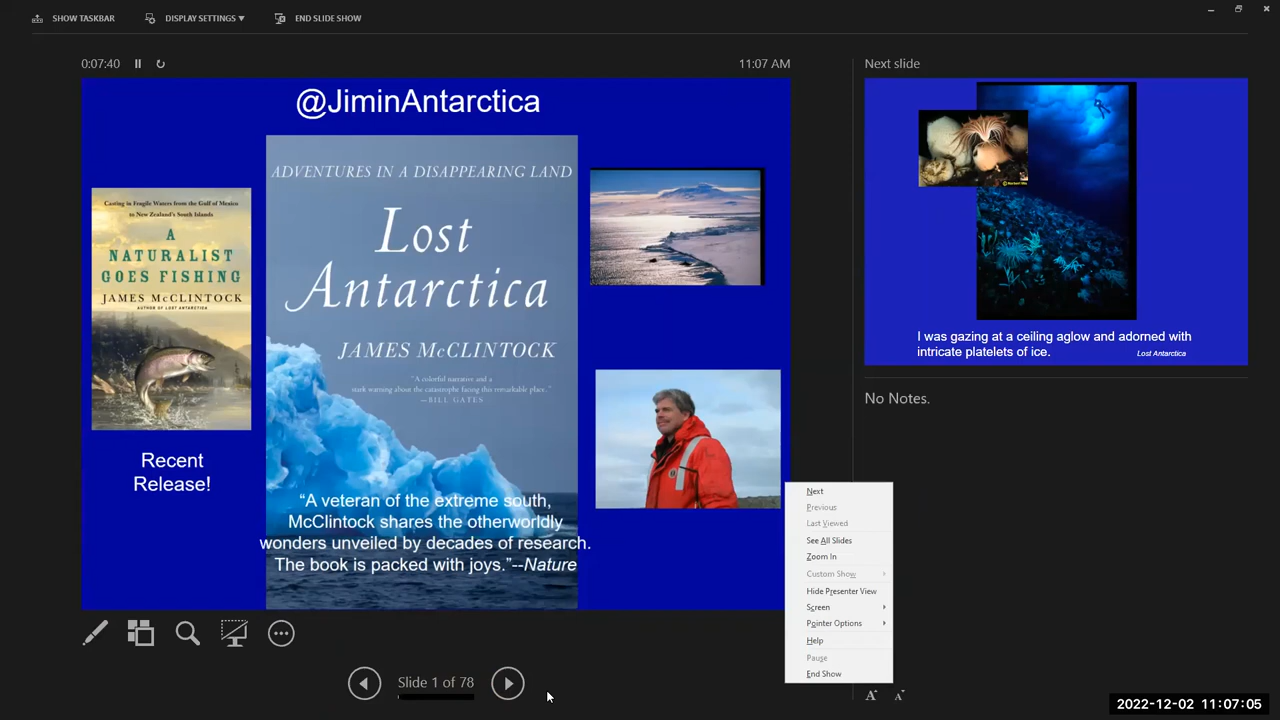 SHOW TASKBAR
DISPLAY SETTINGS ▼
END SLIDE SHOW
0:07:40
11:07 AM
@JiminAntarctica
Casting in Fragile Waters from the Gulf of Mexico
to New Zealand's South Islands
A
NATURALIST
GOES FISHING
JAMES McCLINTOCK
AUTHOR OF LOST ANTARCTICA
Recent
Release!
ADVENTURES IN A DISAPPEARING LAND
Lost
Antarctica
JAMES McCLINTOCK
"A colorful narrative and a
stark warning about the catastrophe facing this remarkable place."
—BILL GATES
“A veteran of the extreme south,
McClintock shares the otherworldly
wonders unveiled by decades of research.
The book is packed with joys.”--Nature
Slide 1 of 78
Next slide
I was gazing at a ceiling aglow and adorned with
intricate platelets of ice.
Lost Antarctica
No Notes.
Next
Previous
Last Viewed
See All Slides
Zoom In
Custom Show
Hide Presenter View
Screen
Pointer Options
Help
Pause
End Show
A A
2022-12-02 11:07:05